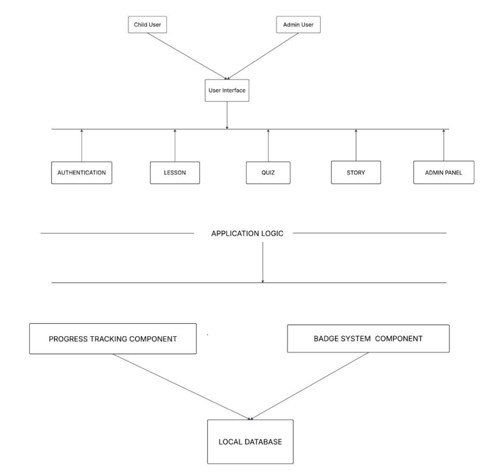 Child User
Admin User
User Interface
AUTHENTICATION
LESSON
QUIZ
STORY
ADMIN PANEL
APPLICATION LOGIC
PROGRESS TRACKING COMPONENT
BADGE SYSTEM COMPONENT
LOCAL DATABASE